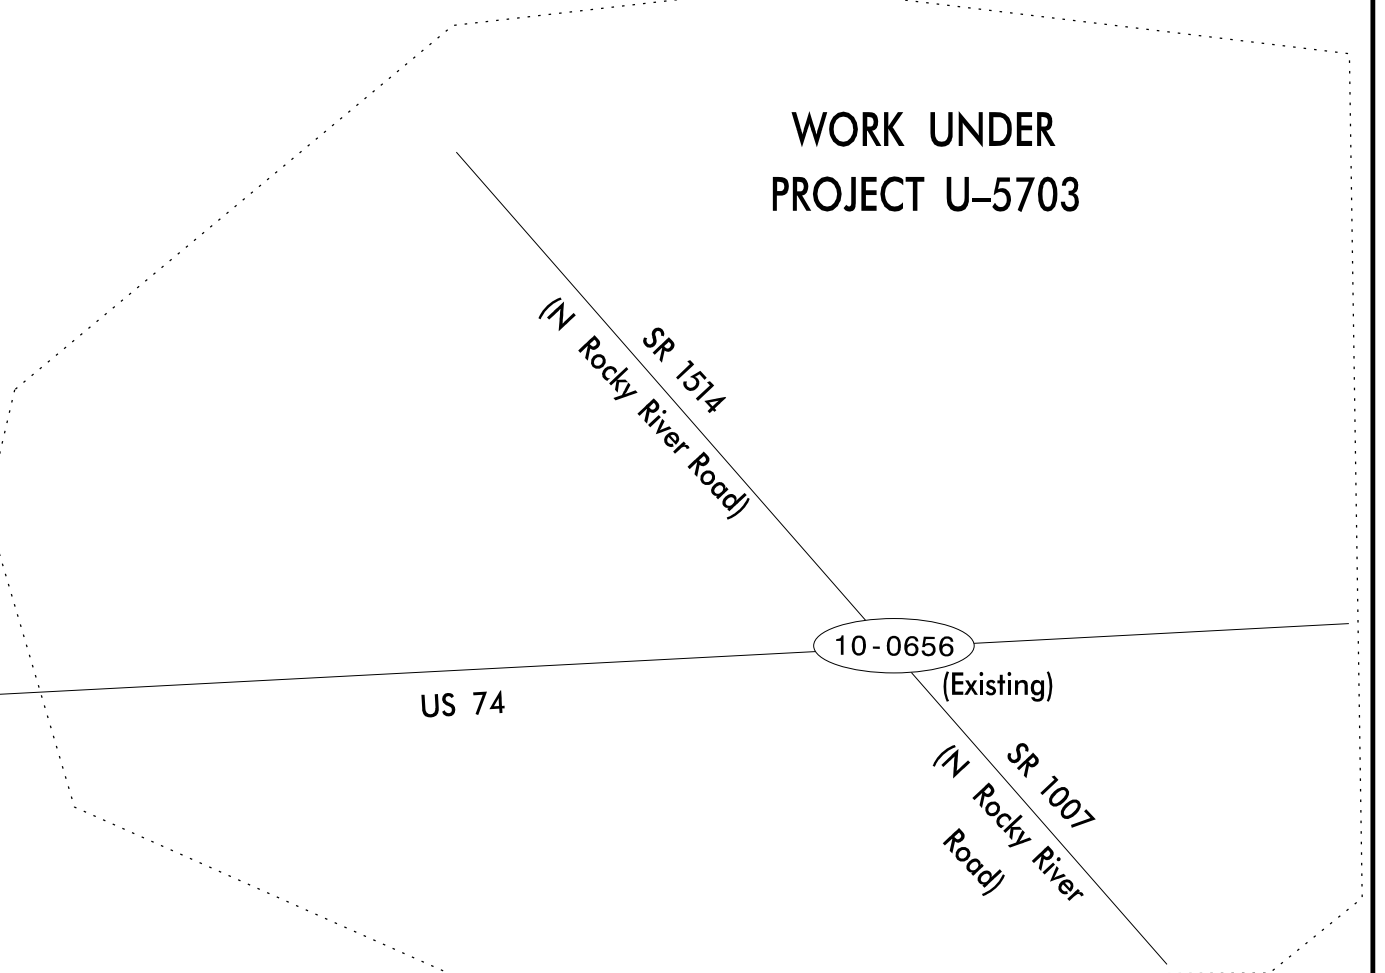 WORK UNDER
PROJECT U–5703
SR 1514
(N Rocky River Road)
10-0656
(Existing)
US 74
SR 1007
(N Rocky River
Road)